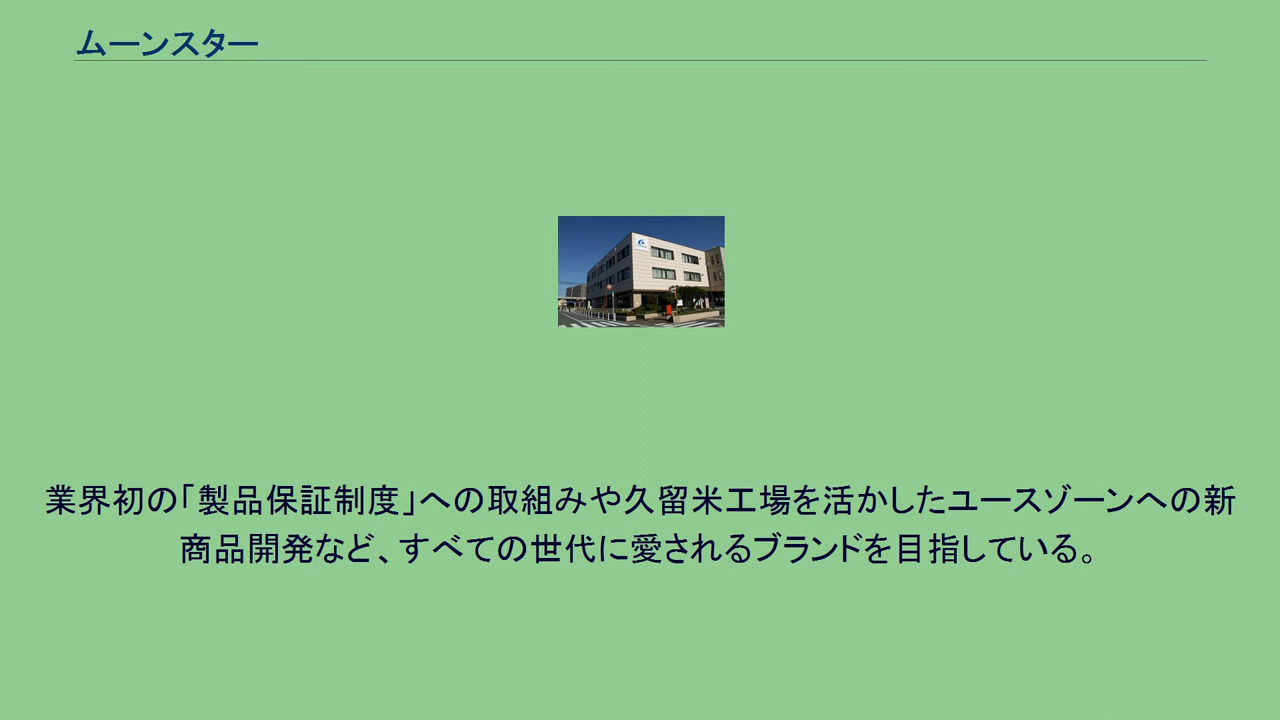 ムーンスター
業界初の「製品保証制度」への取組みや久留米工場を活かしたユースゾーンへの新
商品開発など、すべての世代に愛されるブランドを目指している。